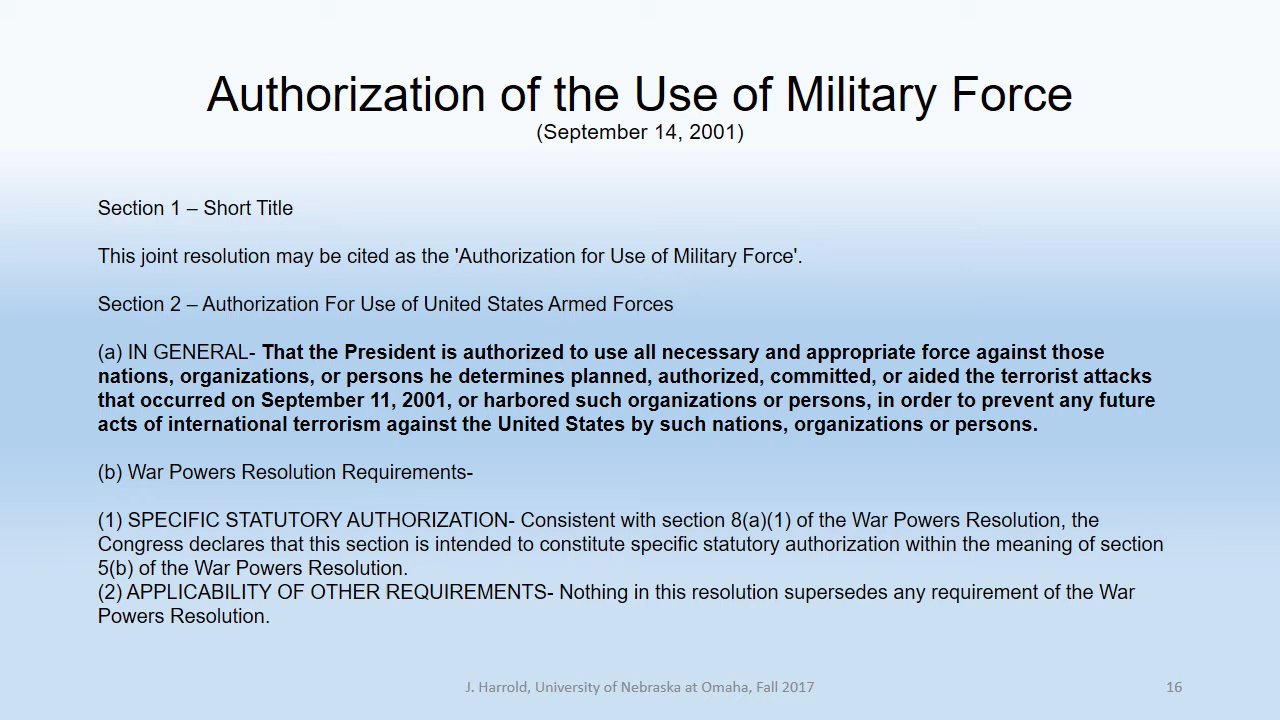 Authorization of the Use of Military Force
(September 14, 2001)
Section 1 – Short Title
This joint resolution may be cited as the 'Authorization for Use of Military Force'.
Section 2 – Authorization For Use of United States Armed Forces
(a) IN GENERAL- That the President is authorized to use all necessary and appropriate force against those
nations, organizations, or persons he determines planned, authorized, committed, or aided the terrorist attacks
that occurred on September 11, 2001, or harbored such organizations or persons, in order to prevent any future
acts of international terrorism against the United States by such nations, organizations or persons.
(b) War Powers Resolution Requirements-
(1) SPECIFIC STATUTORY AUTHORIZATION- Consistent with section 8(a)(1) of the War Powers Resolution, the
Congress declares that this section is intended to constitute specific statutory authorization within the meaning of section
5(b) of the War Powers Resolution.
(2) APPLICABILITY OF OTHER REQUIREMENTS- Nothing in this resolution supersedes any requirement of the War
Powers Resolution.
J. Harrold, University of Nebraska at Omaha, Fall 2017
16